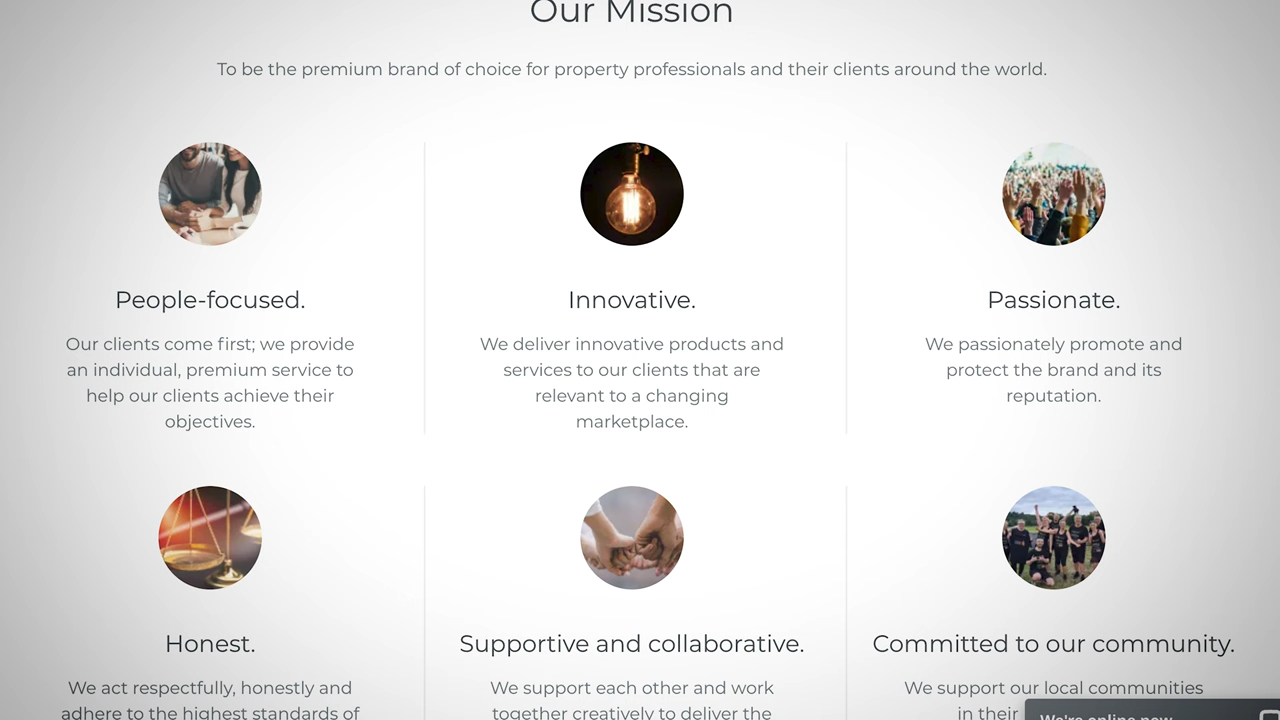 Our Mission
To be the premium brand of choice for property professionals and their clients around the world.
People-focused.
Our clients come first; we provide
an individual, premium service to
help our clients achieve their
objectives.
Innovative.
We deliver innovative products and
services to our clients that are
relevant to a changing
marketplace.
Passionate.
We passionately promote and
protect the brand and its
reputation.
Honest.
We act respectfully, honestly and
adhere to the highest standards of
Supportive and collaborative.
We support each other and work
together creatively to deliver the
Committed to our community.
We support our local communities
in their
We're online now